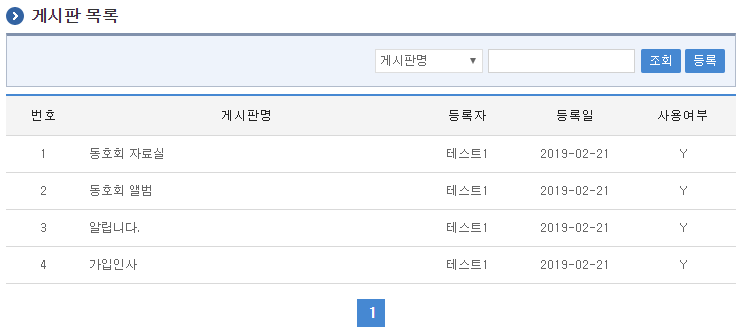 게시판 목록
게시판명 조회 등록
번호 게시판명 등록자 등록일 사용여부
1 동호회 자료실 테스트1 2019-02-21 Y
2 동호회 앨범 테스트1 2019-02-21 Y
3 알립니다. 테스트1 2019-02-21 Y
4 가입인사 테스트1 2019-02-21 Y
1